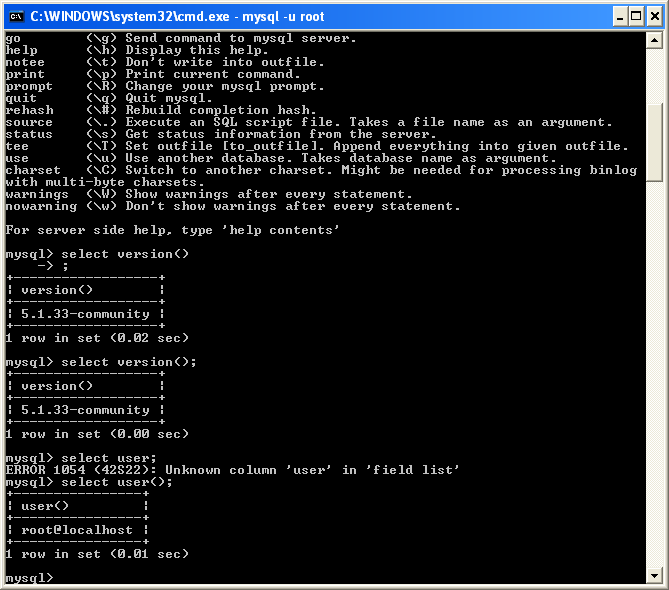 C:\WINDOWS\system32\cmd.exe - mysql -u root
go        (\g) Send command to mysql server.
help      (\h) Display this help.
notee     (\t) Don't write into outfile.
print     (\p) Print current command.
prompt    (\R) Change your mysql prompt.
quit      (\q) Quit mysql.
rehash    (\#) Rebuild completion hash.
source    (\.) Execute an SQL script file. Takes a file name as an argument.
status    (\s) Get status information from the server.
tee       (\T) Set outfile [to_outfile]. Append everything into given outfile.
use       (\u) Use another database. Takes database name as argument.
charset   (\C) Switch to another charset. Might be needed for processing binlog
with multi-byte charsets.
warnings  (\W) Show warnings after every statement.
nowarning (\w) Don't show warnings after every statement.

For server side help, type 'help contents'

mysql> select version()
    -> ;
+------------------+
| version()        |
+------------------+
| 5.1.33-community |
+------------------+
1 row in set (0.02 sec)

mysql> select version();
+------------------+
| version()        |
+------------------+
| 5.1.33-community |
+------------------+
1 row in set (0.00 sec)

mysql> select user;
ERROR 1054 (42S22): Unknown column 'user' in 'field list'
mysql> select user();
+----------------+
| user()         |
+----------------+
| root@localhost |
+----------------+
1 row in set (0.01 sec)

mysql>